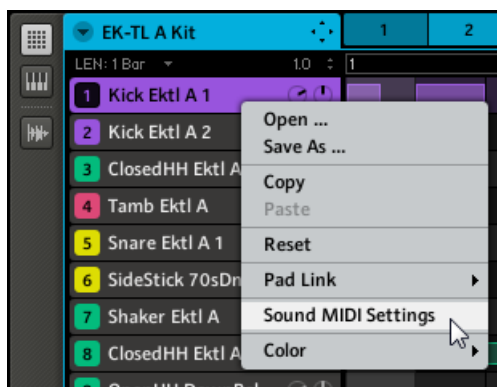 EK-TL A Kit
1 2
LEN: 1 Bar 1.0 1
1 Kick Ektl A 1
2 Kick Ektl A 2
3 ClosedHH Ektl A
4 Tamb Ektl A
5 Snare Ektl A 1
6 SideStick 70sDn
7 Shaker Ektl A
8 ClosedHH Ektl A
Open ...
Save As ...
Copy
Paste
Reset
Pad Link
Sound MIDI Settings
Color